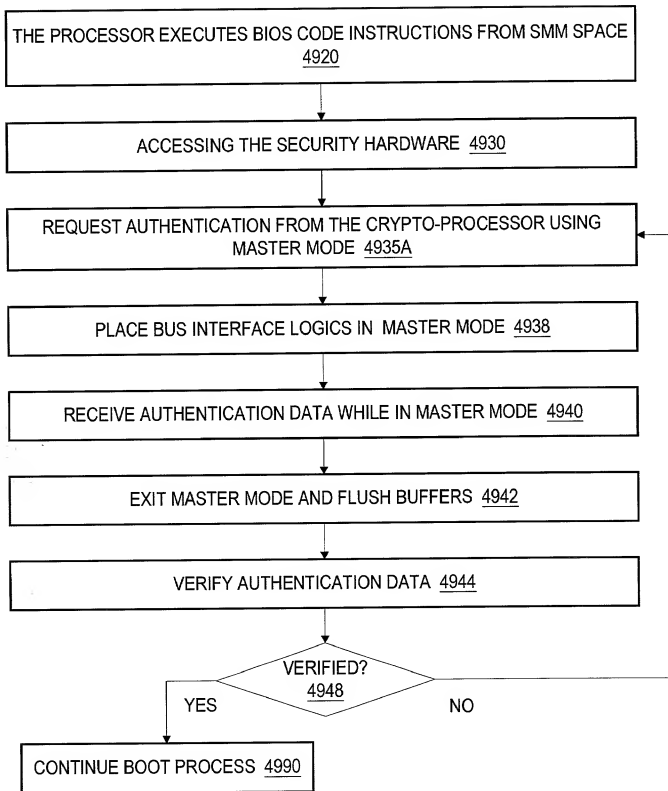 THE PROCESSOR EXECUTES BIOS CODE INSTRUCTIONS FROM SMM SPACE
4920
ACCESSING THE SECURITY HARDWARE 4930
REQUEST AUTHENTICATION FROM THE CRYPTO-PROCESSOR USING
MASTER MODE 4935A
PLACE BUS INTERFACE LOGICS IN MASTER MODE 4938
RECEIVE AUTHENTICATION DATA WHILE IN MASTER MODE 4940
EXIT MASTER MODE AND FLUSH BUFFERS 4942
VERIFY AUTHENTICATION DATA 4944
VERIFIED?
4948
YES
NO
CONTINUE BOOT PROCESS 4990